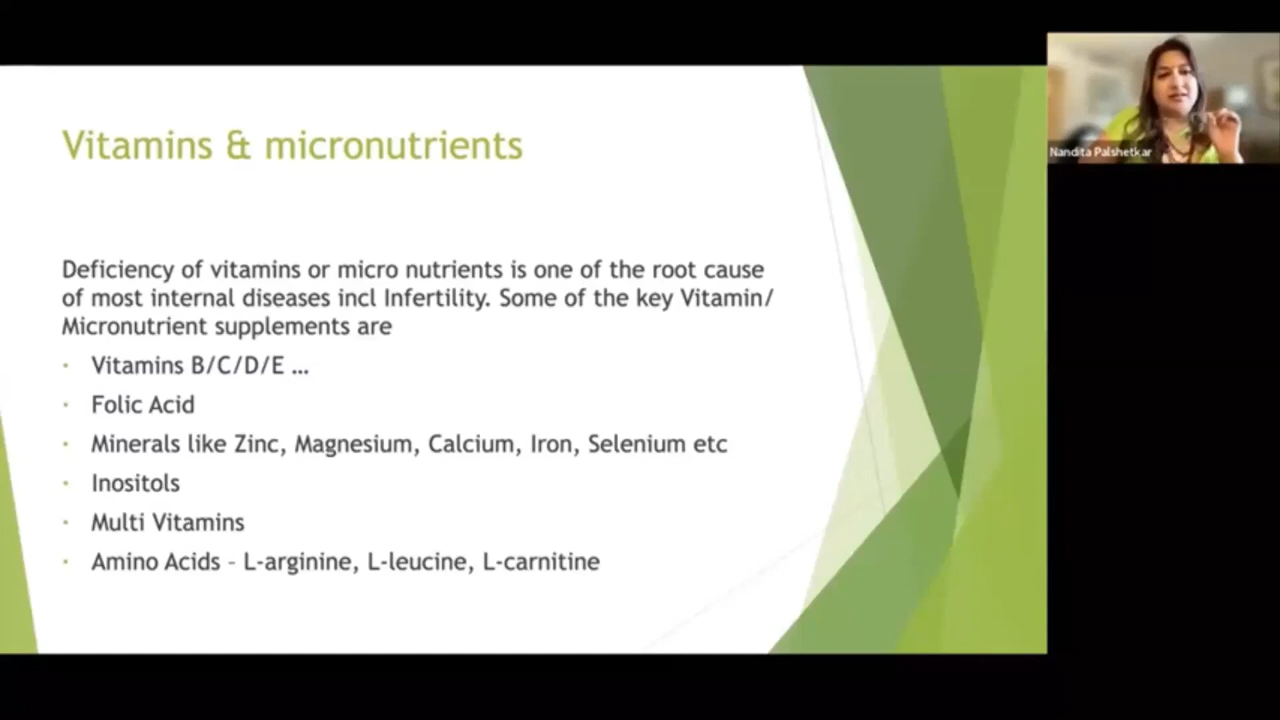 Vitamins & micronutrients
Deficiency of vitamins or micro nutrients is one of the root cause
of most internal diseases incl Infertility. Some of the key Vitamin/
Micronutrient supplements are
· Vitamins B/C/D/E ...
· Folic Acid
· Minerals like Zinc, Magnesium, Calcium, Iron, Selenium etc
· Inositols
· Multi Vitamins
· Amino Acids – L-arginine, L-leucine, L-carnitine
Nandita Palshetkar